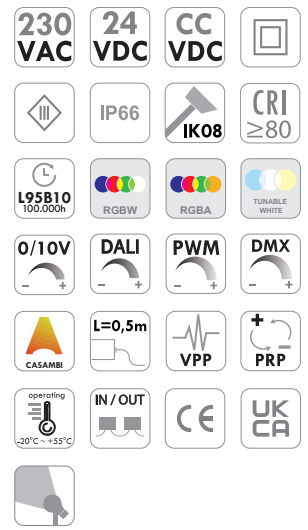 230
VAC
24
VDC
CC
VDC
III
IP66
IK08
CRI
≥80
L95B10
100.000h
RGBW
RGBA
TUNABLE
WHITE
0/10V
- +
DALI
- +
PWM
- +
DMX
- +
CASAMBI
L=0,5m
VPP
+
-
PRP
operating
-20°C ~ +55°C
IN / OUT
CE
UK
CA